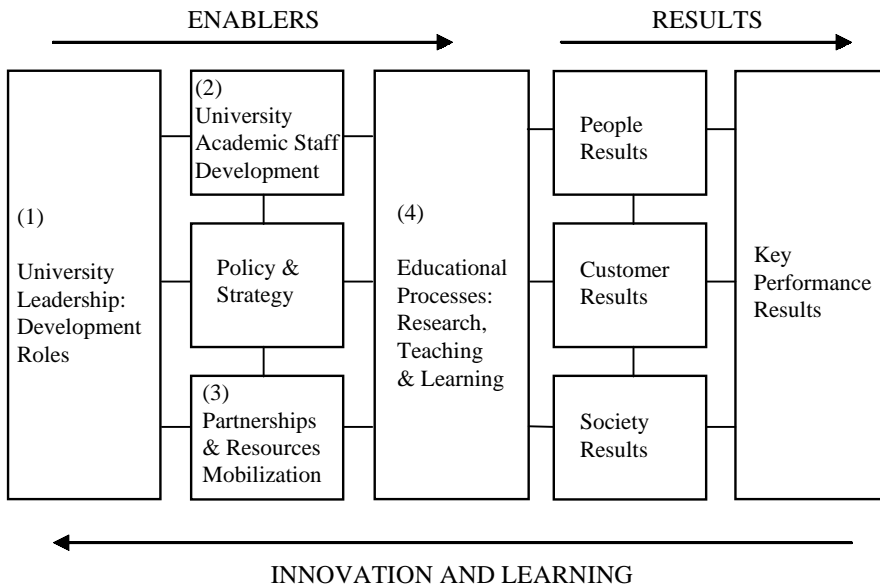 ENABLERS
RESULTS
(1)
University
Leadership:
Development
Roles
(2)
University
Academic Staff
Development
Policy &
Strategy
(3)
Partnerships
& Resources
Mobilization
(4)
Educational
Processes:
Research,
Teaching
& Learning
People
Results
Customer
Results
Society
Results
Key
Performance
Results
INNOVATION AND LEARNING